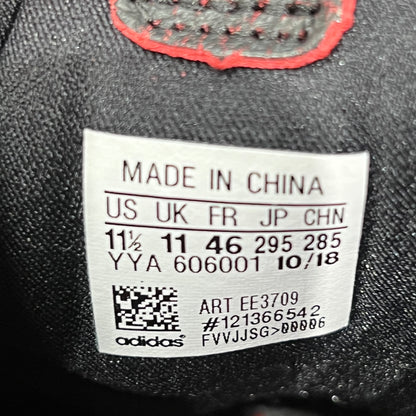 MADE IN CHINA
US UK FR JP CHN
11½ 11 46 295 285
YYA 606001 10/18
ART EE3709
#121366542
adidas FVVJJSG>00006